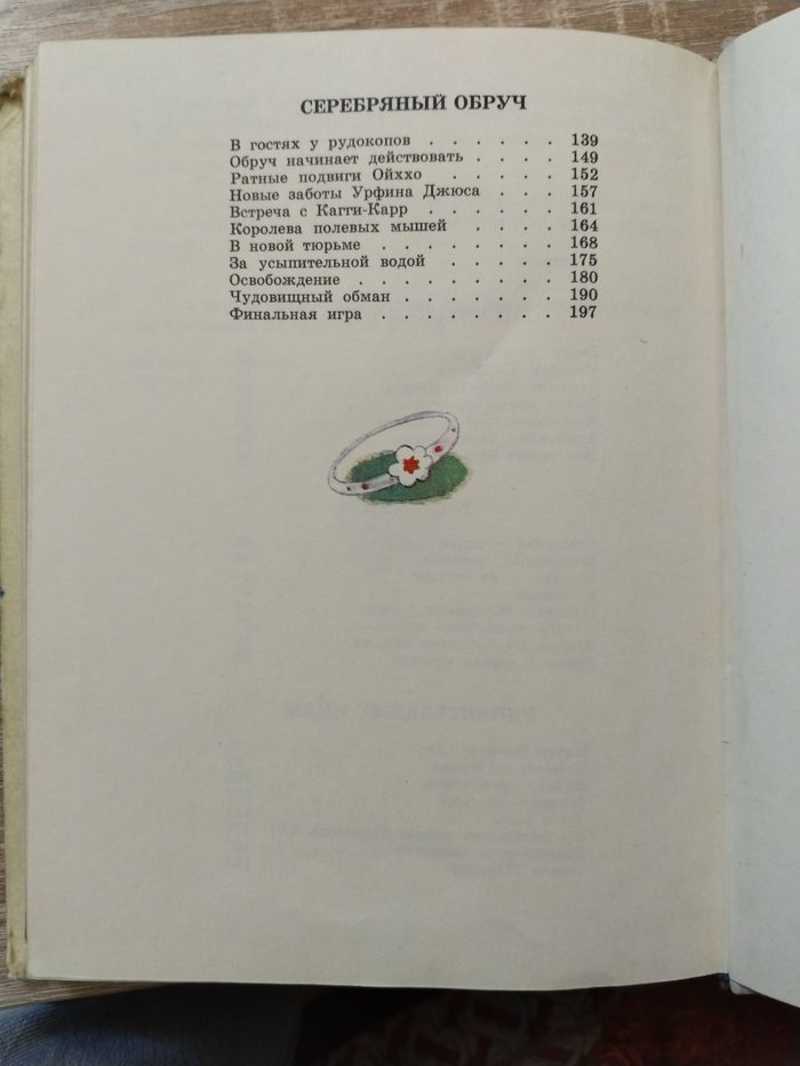 СЕРЕБРЯНЫЙ ОБРУЧ
В гостях у рудокопов . . . . . . 139
Обруч начинает действовать . . . . 149
Ратные подвиги Ойххо . . . . . 152
Новые заботы Урфина Джюса . . . 157
Встреча с Кагги-Карр . . . . . . 161
Королева полевых мышей . . . . 164
В новой тюрьме . . . . . . . . 168
За усыпительной водой . . . . . 175
Освобождение . . . . . . . . . 180
Чудовищный обман . . . . . . . 190
Финальная игра . . . . . . . . 197